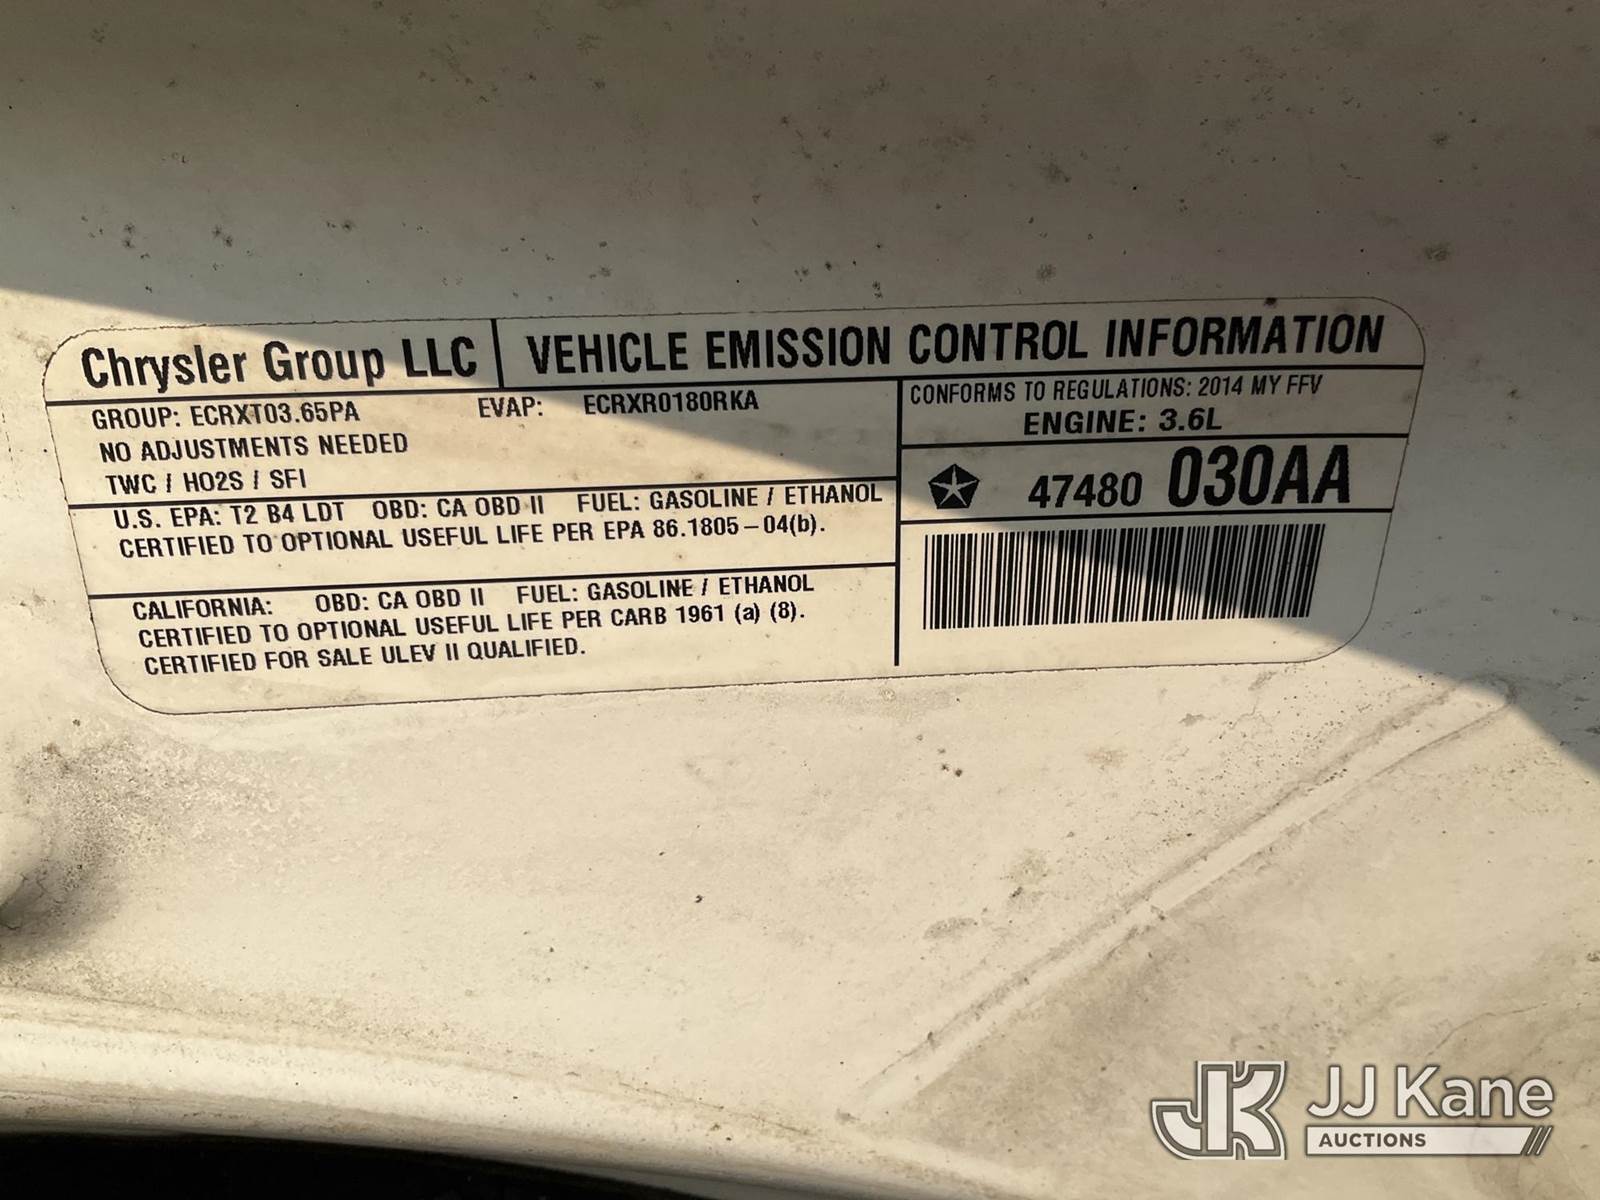 Chrysler Group LLC
VEHICLE EMISSION CONTROL INFORMATION
GROUP: ECRXT03.65PA EVAP: ECRXR0180RKA
NO ADJUSTMENTS NEEDED
TWC / HO2S / SFI
U.S. EPA: T2 B4 LDT OBD: CA OBD II FUEL: GASOLINE / ETHANOL
CERTIFIED TO OPTIONAL USEFUL LIFE PER EPA 86.1805–04(b).
CALIFORNIA: OBD: CA OBD II FUEL: GASOLINE / ETHANOL
CERTIFIED TO OPTIONAL USEFUL LIFE PER CARB 1961 (a) (8).
CERTIFIED FOR SALE ULEV II QUALIFIED.
CONFORMS TO REGULATIONS: 2014 MY FFV
ENGINE: 3.6L
47480 030AA
JK
JJ Kane
AUCTIONS